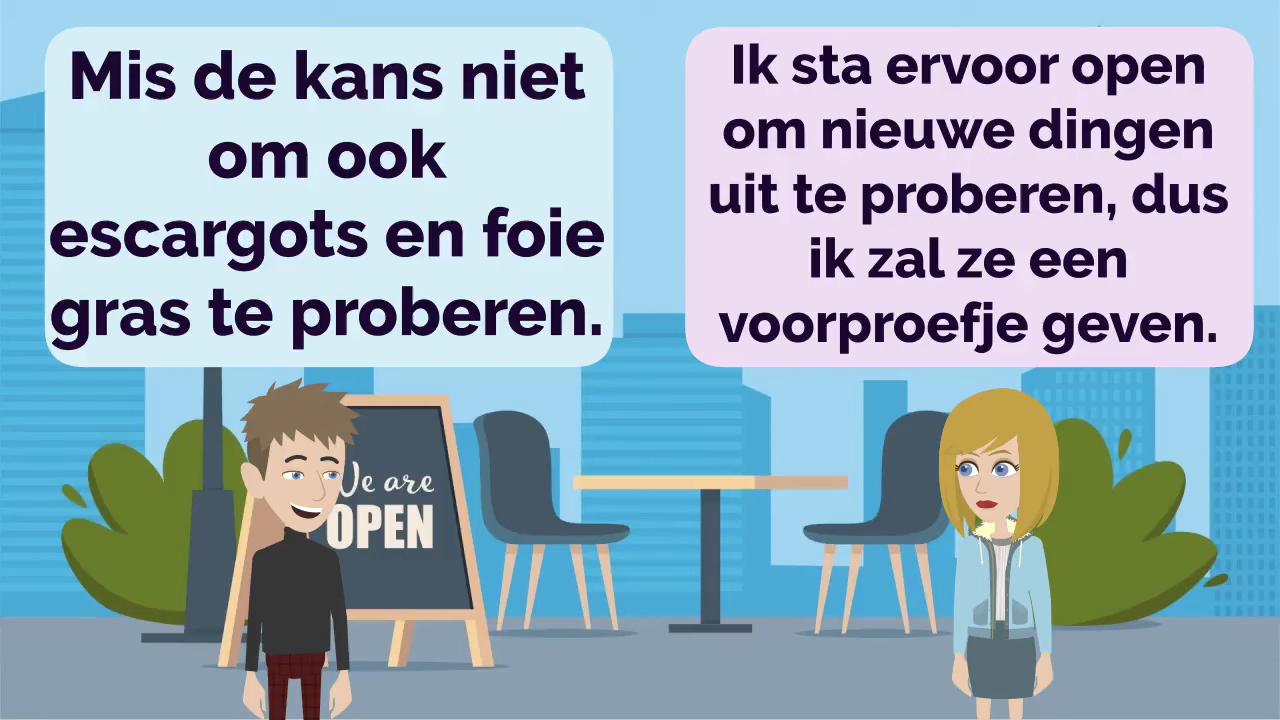 Mis de kans niet
om ook
escargots en foie
gras te proberen.
Ik sta ervoor open
om nieuwe dingen
uit te proberen, dus
ik zal ze een
voorproefje geven.
We are
OPEN